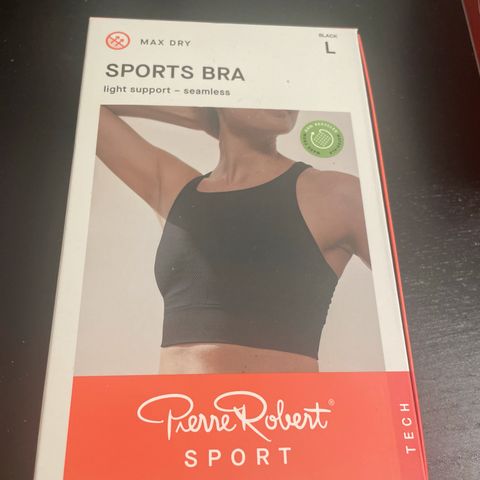 MAX DRY
BLACK
L
SPORTS BRA
light support – seamless
Pierre Robert®
SPORT
TECH